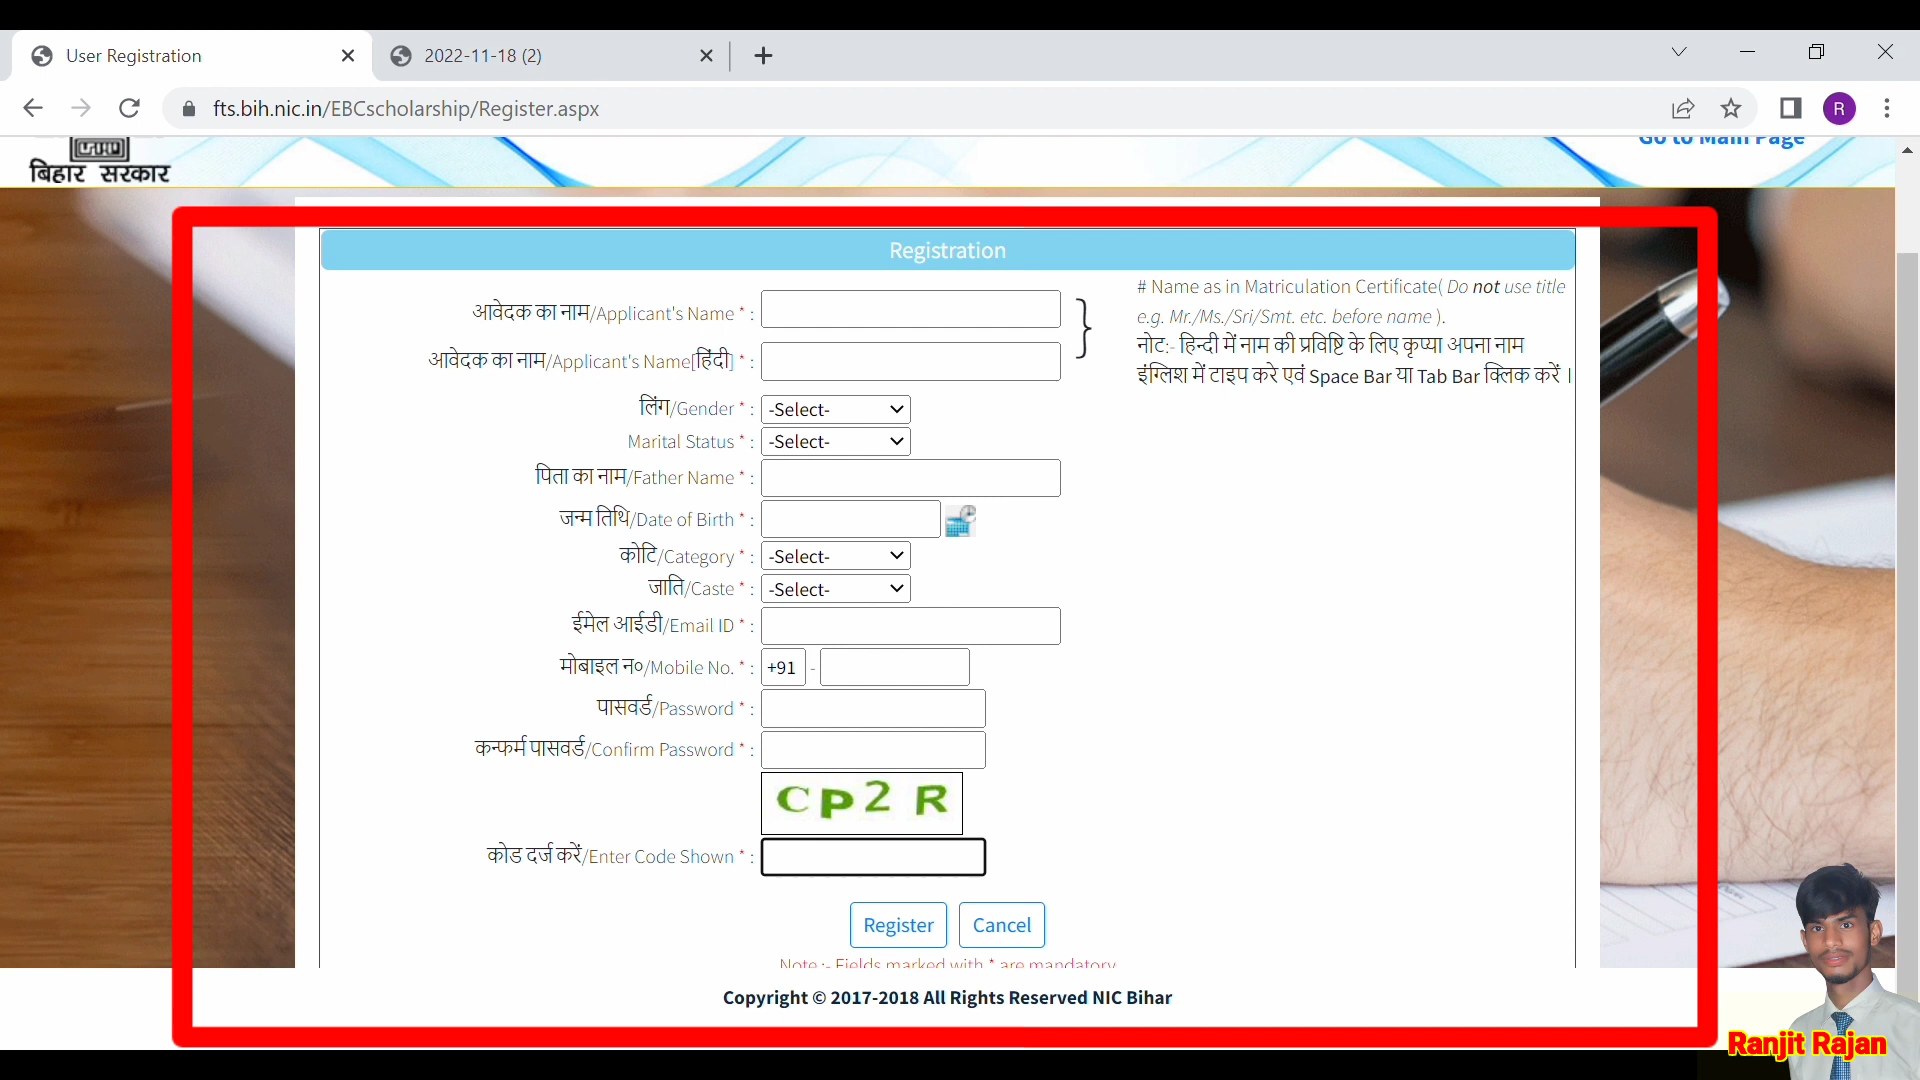 User Registration
2022-11-18 (2)
fts.bih.nic.in/EBCscholarship/Register.aspx
R
Go to Main Page
बिहार सरकार
Registration
आवेदक का नाम/Applicant's Name * :
# Name as in Matriculation Certificate( Do not use title
e.g. Mr./Ms./Sri/Smt. etc. before name ).
आवेदक का नाम/Applicant's Name[हिंदी] * :
नोट:- हिन्दी में नाम की प्रविष्टि के लिए कृप्या अपना नाम
इंग्लिश में टाइप करे एवं Space Bar या Tab Bar क्लिक करें ।
लिंग/Gender * : -Select-
Marital Status * : -Select-
पिता का नाम/Father Name * :
जन्म तिथि/Date of Birth * :
कोटि/Category * : -Select-
जाति/Caste * : -Select-
ईमेल आईडी/Email ID * :
मोबाइल न०/Mobile No. * : +91 -
पासवर्ड/Password * :
कन्फर्म पासवर्ड/Confirm Password * :
CP2R
कोड दर्ज करें/Enter Code Shown * :
Register Cancel
Note :- Fields marked with * are mandatory
Copyright © 2017-2018 All Rights Reserved NIC Bihar
Ranjit Rajan